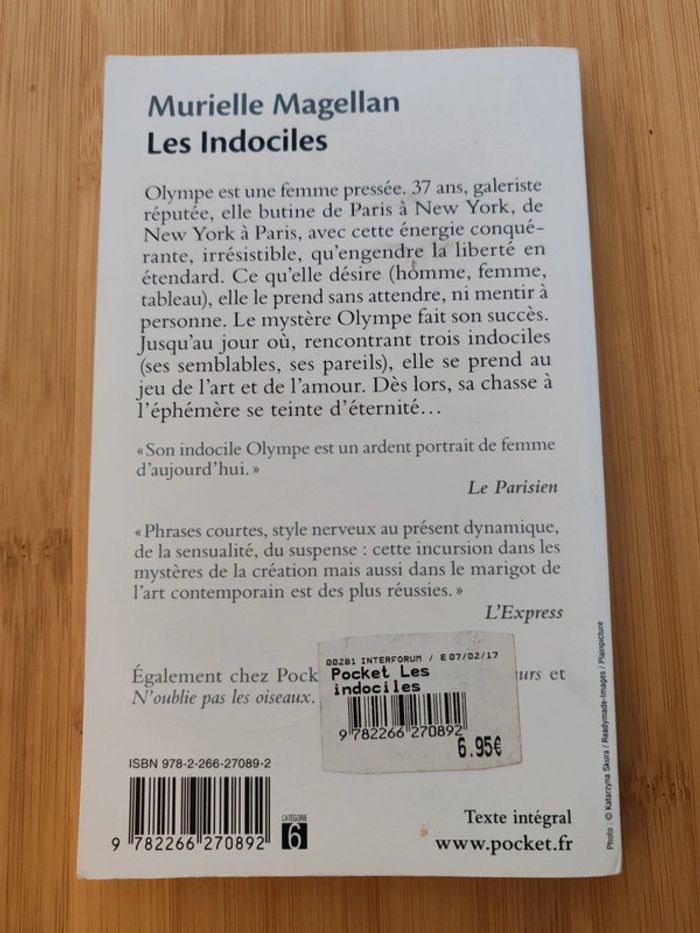 Murielle Magellan
Les Indociles
Olympe est une femme pressée. 37 ans, galeriste
réputée, elle butine de Paris à New York, de
New York à Paris, avec cette énergie conqué-
rante, irrésistible, qu'engendre la liberté en
étendard. Ce qu'elle désire (homme, femme,
tableau), elle le prend sans attendre, ni mentir à
personne. Le mystère Olympe fait son succès.
Jusqu'au jour où, rencontrant trois indociles
(ses semblables, ses pareils), elle se prend au
jeu de l'art et de l'amour. Dès lors, sa chasse à
l'éphémère se teinte d'éternité…
« Son indocile Olympe est un ardent portrait de femme
d'aujourd'hui. »
Le Parisien
« Phrases courtes, style nerveux au présent dynamique,
de la sensualité, du suspense : cette incursion dans les
mystères de la création mais aussi dans le marigot de
l'art contemporain est des plus réussies. »
L'Express
Également chez Pock urs et
N'oublie pas les oiseaux.
00281 INTERFORUM / E 07/02/17
Pocket Les
indociles
9 782266 270892
6.95€
ISBN 978-2-266-27089-2
9 782266 270892
CATÉGORIE
6
Texte intégral
www.pocket.fr
Photo : © Katarzyna Skura / Readymade-Images / Plainpicture